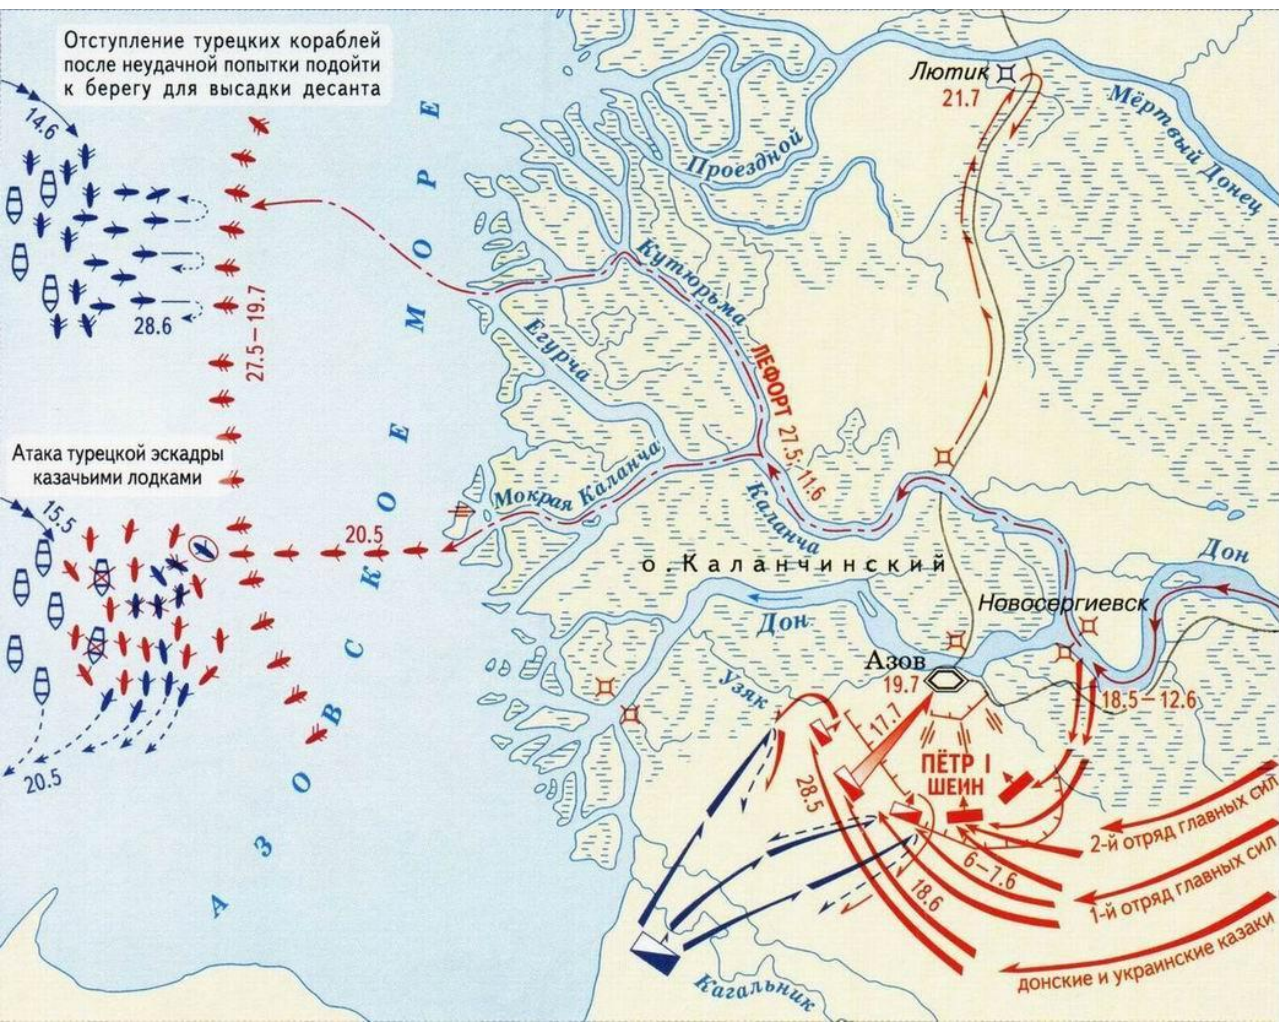 Отступление турецких кораблей
после неудачной попытки подойти
к берегу для высадки десанта
14.6
28.6
27.5–19.7
Атака турецкой эскадры
казачьими лодками
15.5
20.5
20.5
АЗОВСКОЕ МОРЕ
Лютик
21.7
Мёртвый Донец
Проездной
Кутюрьма
Егурча
ЛЕФОРТ 27.5; 11.6
Мокрая Каланча
Каланча
о. Каланчинский
Дон
Дон
Новосергиевск
Азов
19.7
Узяк
18.5–12.6
17.7
ПЁТР I
ШЕИН
28.5
6–7.6
18.6
2-й отряд главных сил
1-й отряд главных сил
донские и украинские казаки
Кагальник